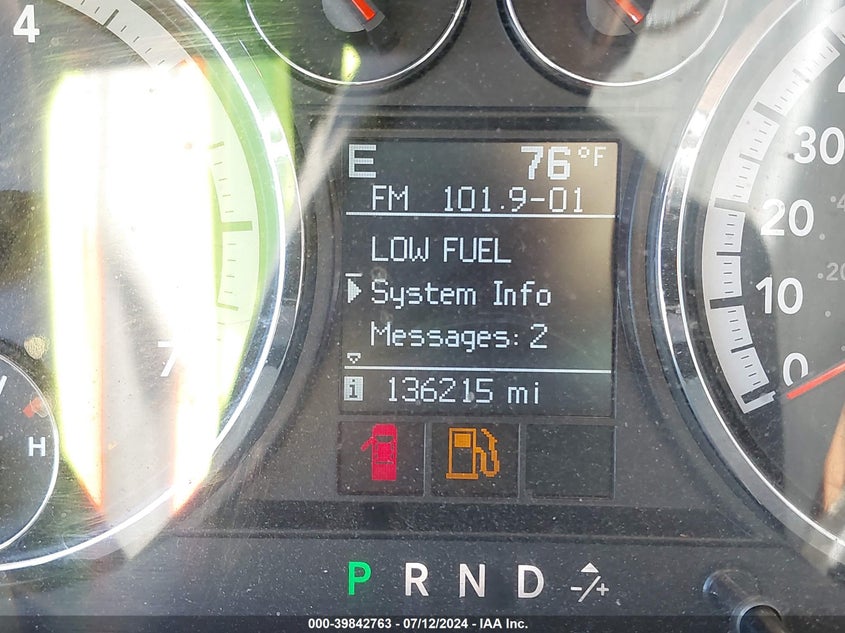 4
E 76°F
FM 101.9-01
LOW FUEL
System Info
Messages: 2
136215 mi
7
H
30
20
10
0
20
P R N D -/+
000-39842763 - 07/12/2024 - IAA Inc.